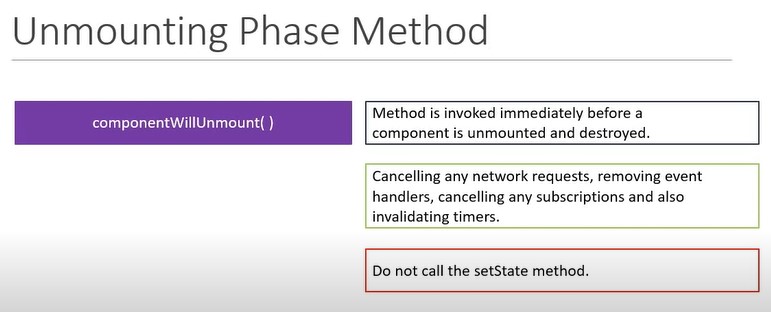 Unmounting Phase Method
componentWillUnmount( )
Method is invoked immediately before a
component is unmounted and destroyed.
Cancelling any network requests, removing event
handlers, cancelling any subscriptions and also
invalidating timers.
Do not call the setState method.